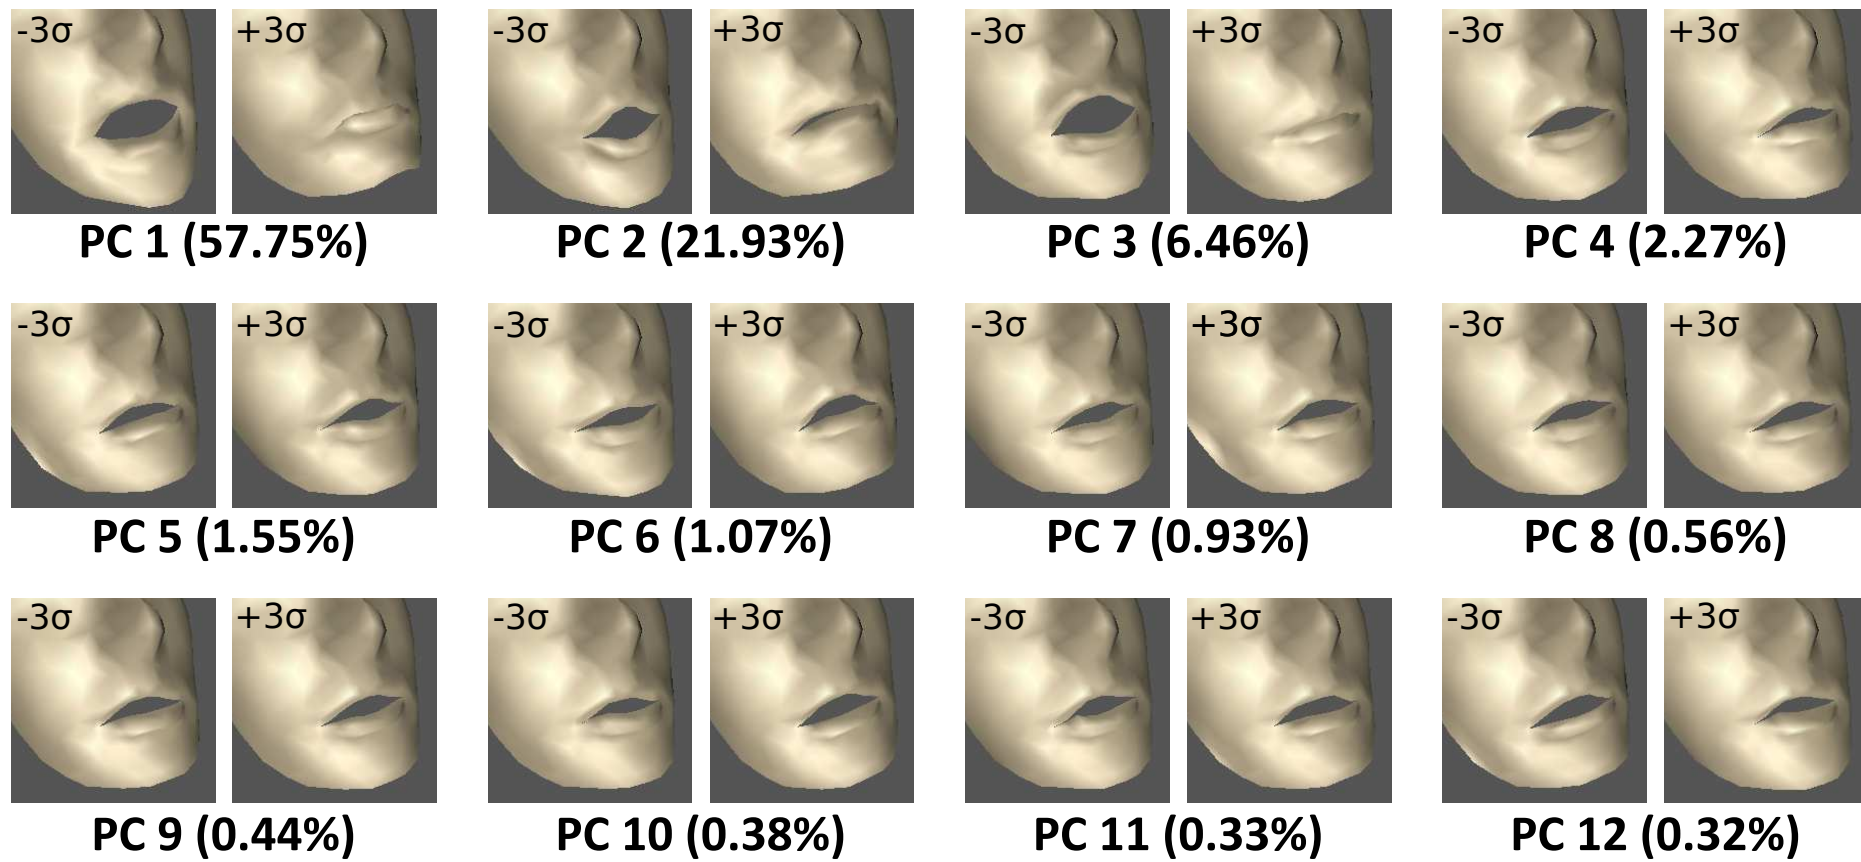 -3σ +3σ -3σ +3σ -3σ +3σ -3σ +3σ
PC 1 (57.75%) PC 2 (21.93%) PC 3 (6.46%) PC 4 (2.27%)
-3σ +3σ -3σ +3σ -3σ +3σ -3σ +3σ
PC 5 (1.55%) PC 6 (1.07%) PC 7 (0.93%) PC 8 (0.56%)
-3σ +3σ -3σ +3σ -3σ +3σ -3σ +3σ
PC 9 (0.44%) PC 10 (0.38%) PC 11 (0.33%) PC 12 (0.32%)